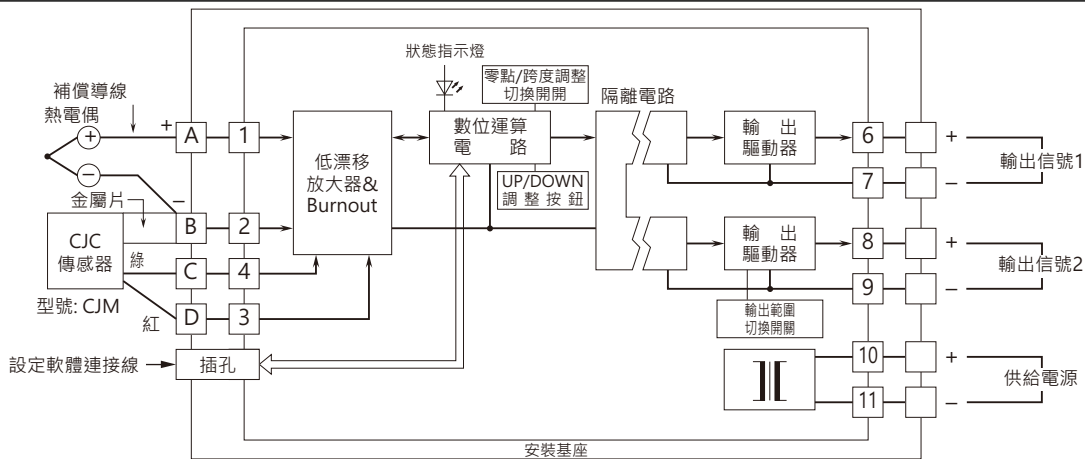 狀態指示燈
零點/跨度調整
切換開開
補償導線
熱電偶
隔離電路
+
+
A
1
數位運算
電 路
輸 出
驅動器
6
+
輸出信號1
低漂移
放大器&
Burnout
−
7
−
UP/DOWN
調 整 按 鈕
金屬片
−
B
2
CJC
傳感器
輸 出
驅動器
8
+
輸出信號2
綠
C
4
9
−
型號: CJM
紅
D
3
輸出範圍
切換開關
設定軟體連接線
插孔
10
+
供給電源
11
−
安裝基座